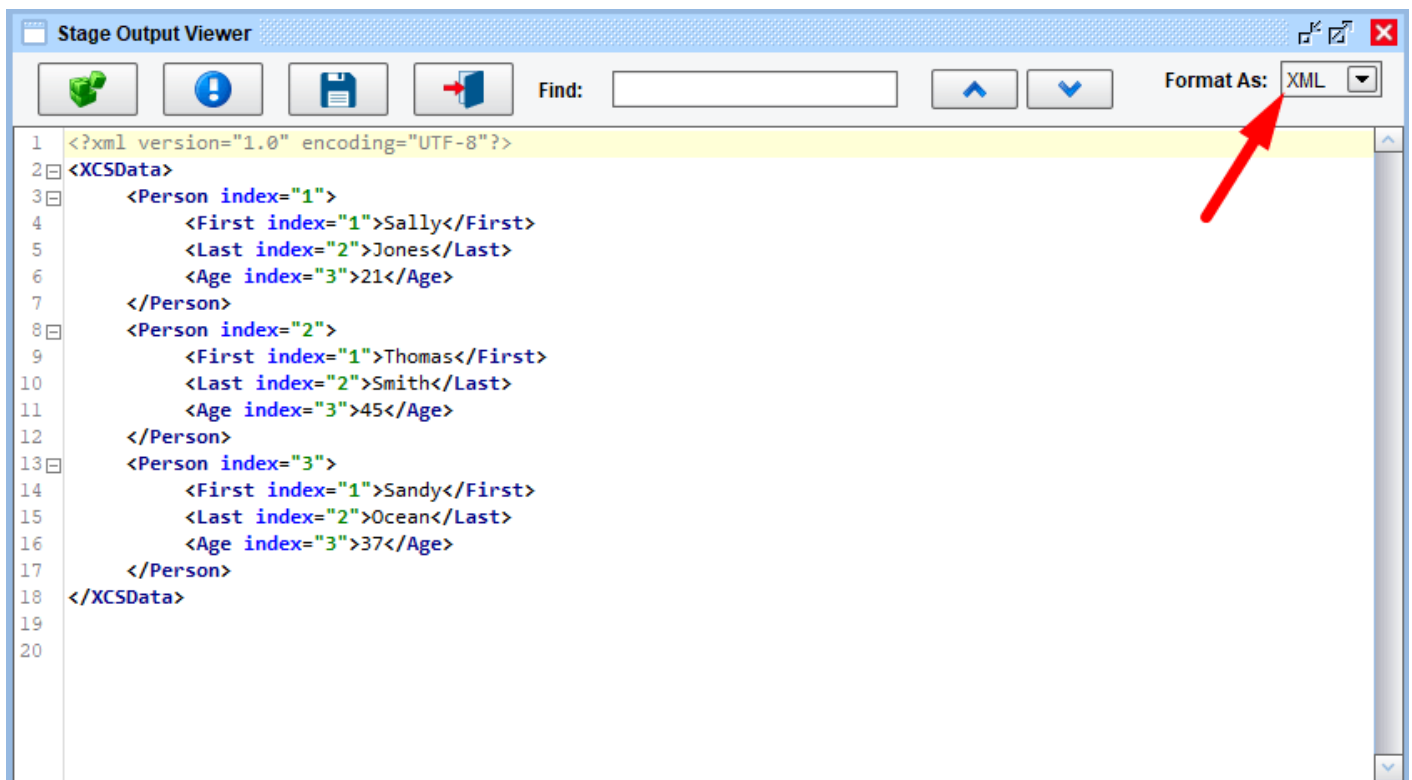 Stage Output Viewer
Find:
Format As: XML
1 <?xml version="1.0" encoding="UTF-8"?>
2 <XCSData>
3 <Person index="1">
4 <First index="1">Sally</First>
5 <Last index="2">Jones</Last>
6 <Age index="3">21</Age>
7 </Person>
8 <Person index="2">
9 <First index="1">Thomas</First>
10 <Last index="2">Smith</Last>
11 <Age index="3">45</Age>
12 </Person>
13 <Person index="3">
14 <First index="1">Sandy</First>
15 <Last index="2">Ocean</Last>
16 <Age index="3">37</Age>
17 </Person>
18 </XCSData>
19
20